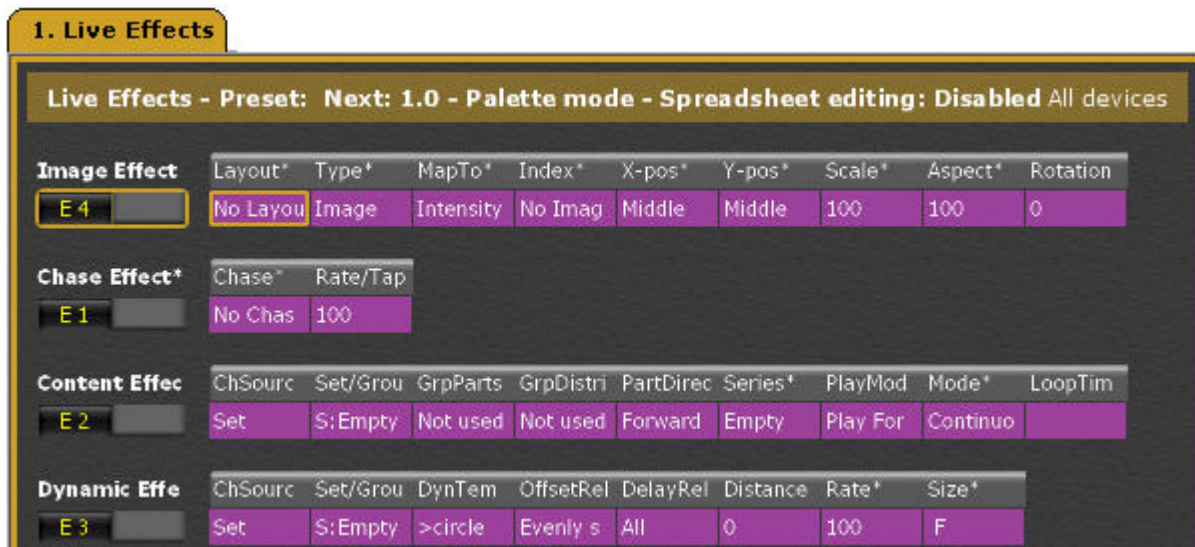 1. Live Effects
Live Effects - Preset: Next: 1.0 - Palette mode - Spreadsheet editing: Disabled All devices
Image Effect Layout* Type* MapTo* Index* X-pos* Y-pos* Scale* Aspect* Rotation
E 4 No Layou Image Intensity No Imag Middle Middle 100 100 0
Chase Effect* Chase* Rate/Tap
E 1 No Chas 100
Content Effec ChSourc Set/Grou GrpParts GrpDistri PartDirec Series* PlayMod Mode* LoopTim
E 2 Set S:Empty Not used Not used Forward Empty Play For Continuo
Dynamic Effe ChSourc Set/Grou DynTem OffsetRel DelayRel Distance Rate* Size*
E 3 Set S:Empty >circle Evenly s All 0 100 F